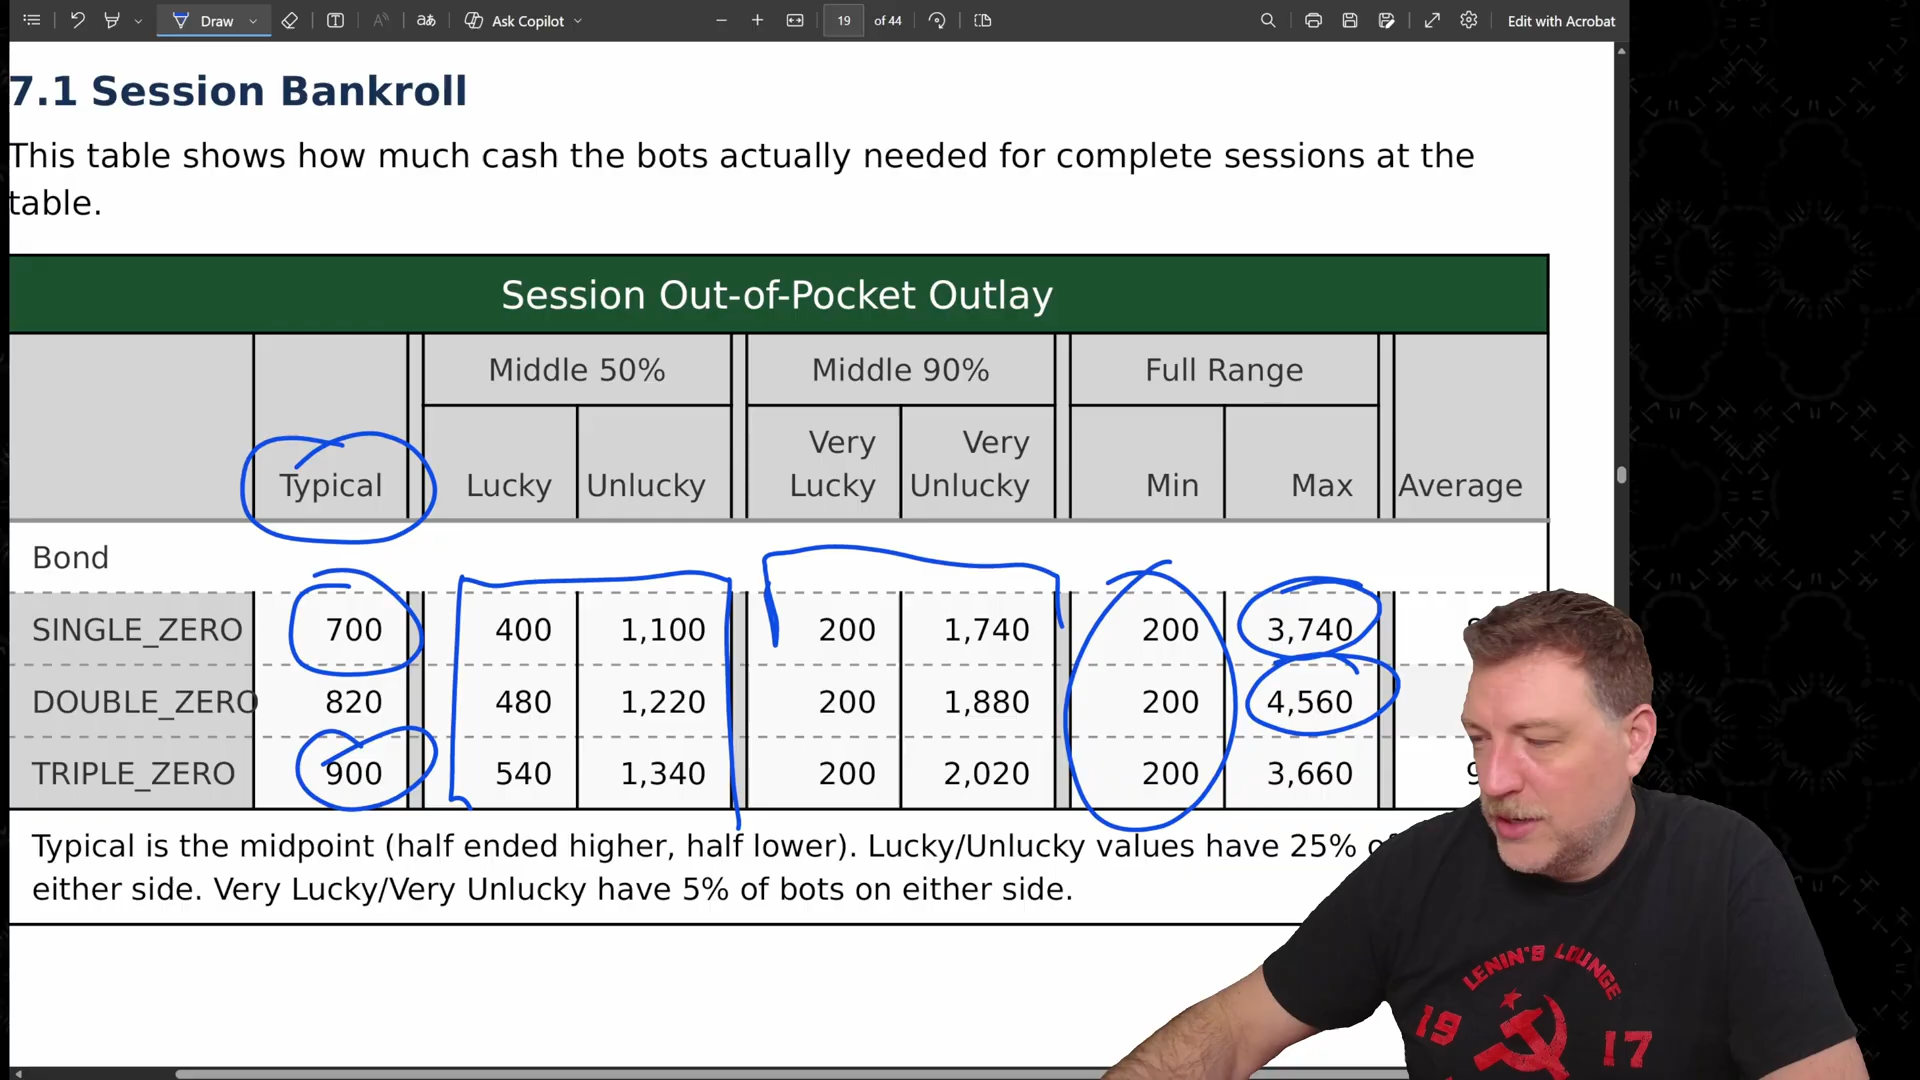 Draw
Ask Copilot
19 of 44
Edit with Acrobat
7.1 Session Bankroll
This table shows how much cash the bots actually needed for complete sessions at the
table.
Session Out-of-Pocket Outlay
Middle 50% Middle 90% Full Range
Very Very
Typical Lucky Unlucky Lucky Unlucky Min Max Average
Bond
SINGLE_ZERO 700 400 1,100 200 1,740 200 3,740
DOUBLE_ZERO 820 480 1,220 200 1,880 200 4,560
TRIPLE_ZERO 900 540 1,340 200 2,020 200 3,660
Typical is the midpoint (half ended higher, half lower). Lucky/Unlucky values have 25%
either side. Very Lucky/Very Unlucky have 5% of bots on either side.
LENIN'S LOUNGE
19 17